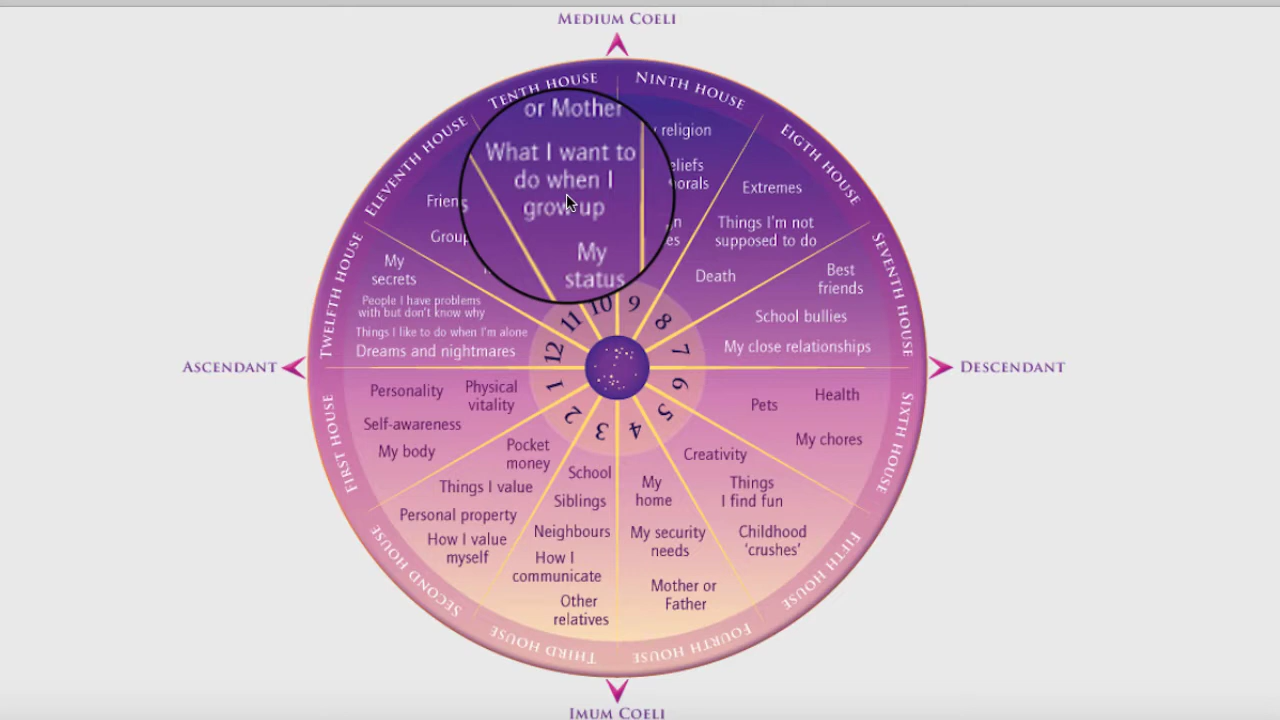 MEDIUM COELI
TENTH HOUSE
NINTH HOUSE
ELEVENTH HOUSE
EIGTH HOUSE
TWELFTH HOUSE
SEVENTH HOUSE
or Mother
What I want to
do when I
grow up
My
status
religion
Extremes
Things I'm not
supposed to do
Death
Best
friends
School bullies
My close relationships
My
secrets
People I have problems
with but don't know why
Things I like to do when I'm alone
Dreams and nightmares
10
9
11
8
12
7
ASCENDANT
DESCENDANT
1
6
2
5
3
4
Personality
Physical
vitality
Self-awareness
My body
Pocket
money
Things I value
Personal property
How I value
myself
School
Siblings
Neighbours
How I
communicate
Other
relatives
My
home
My security
needs
Mother or
Father
Creativity
Things
I find fun
Childhood
'crushes'
Pets
Health
My chores
FIRST HOUSE
SIXTH HOUSE
SECOND HOUSE
FIFTH HOUSE
THIRD HOUSE
FOURTH HOUSE
IMUM COELI